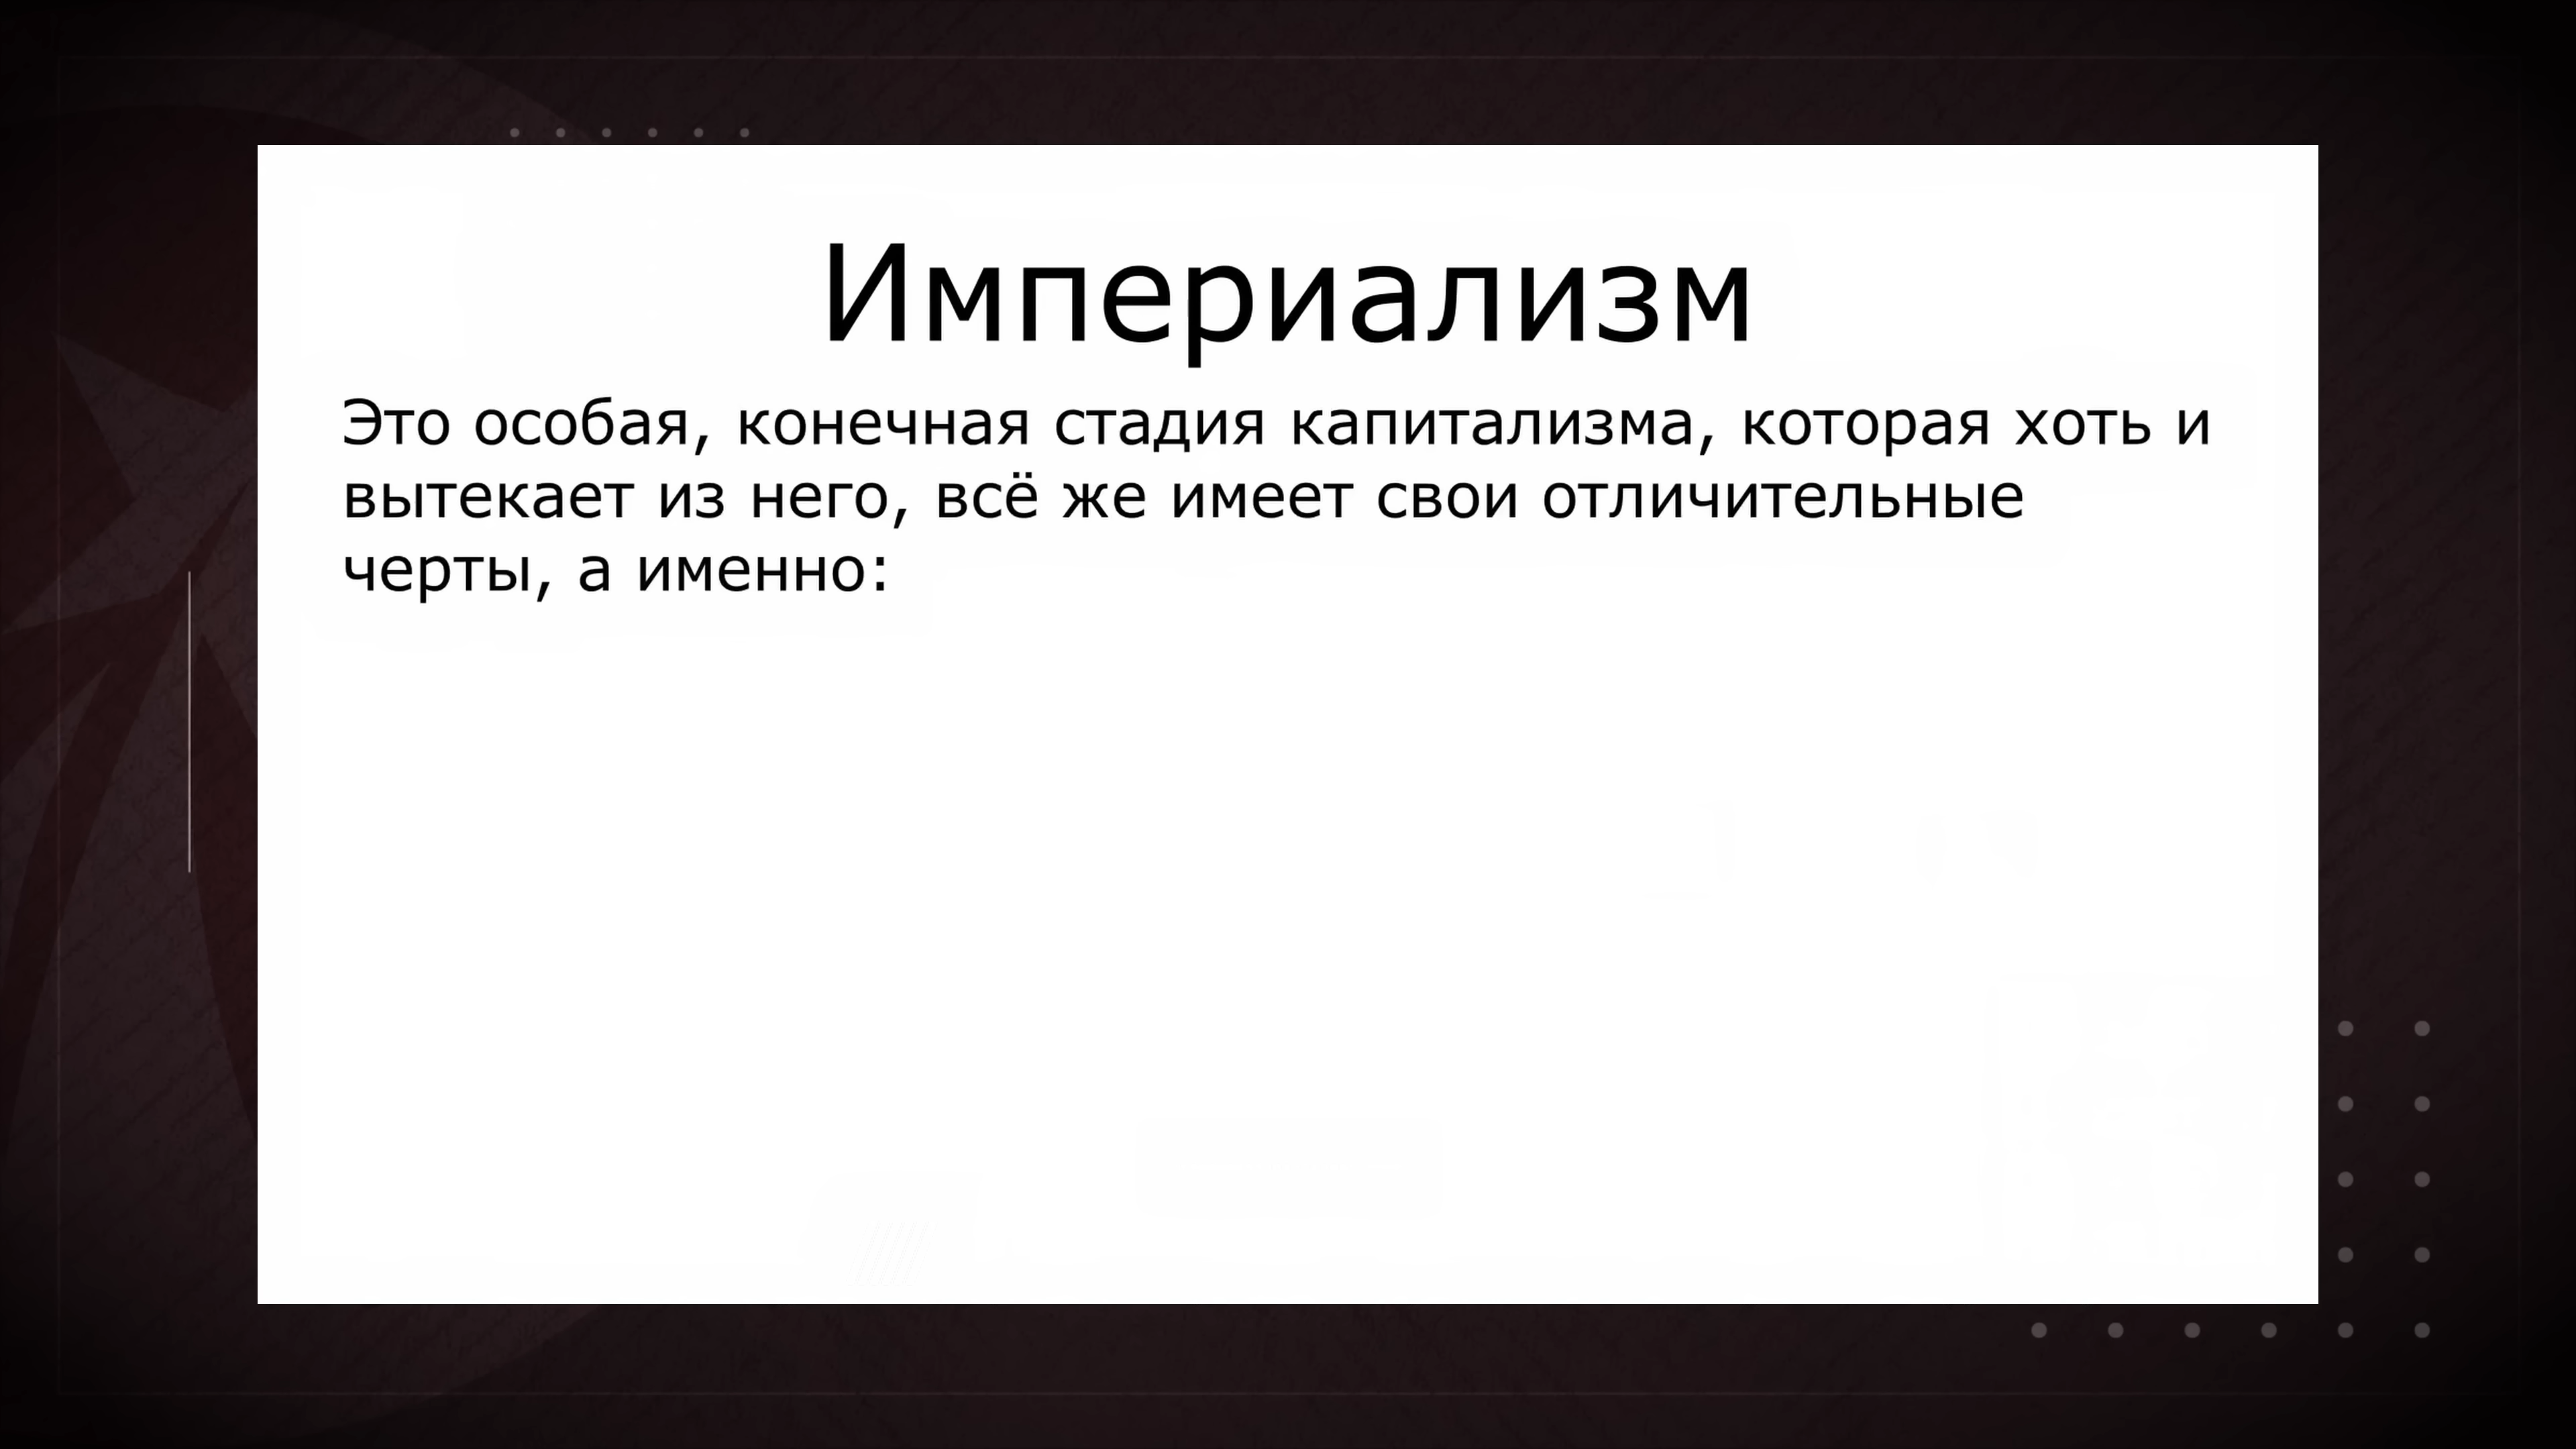 Империализм
Это особая, конечная стадия капитализма, которая хоть и
вытекает из него, всё же имеет свои отличительные
черты, а именно: